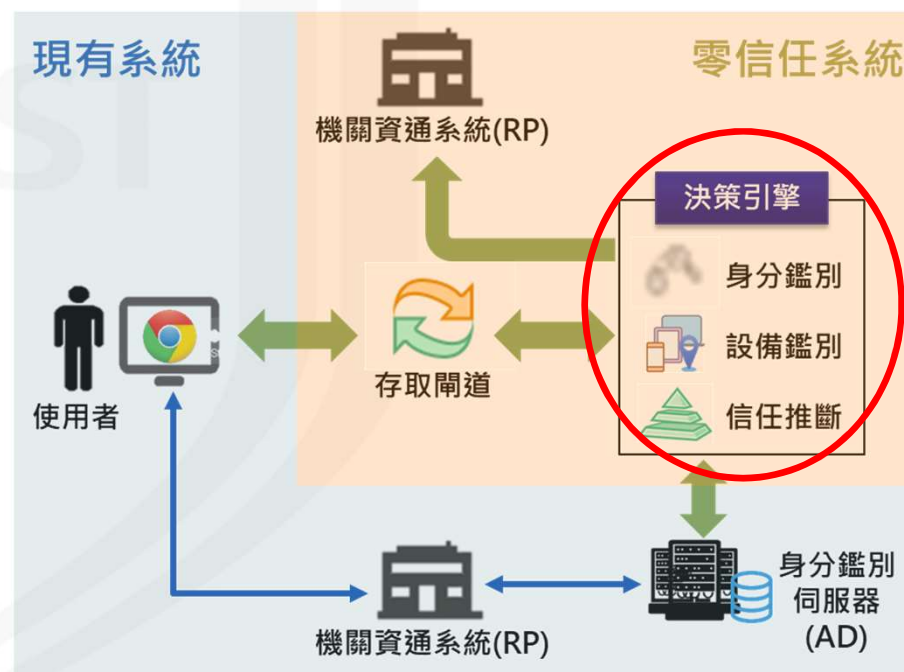 現有系統
零信任系統
機關資通系統(RP)
決策引擎
身分鑑別
設備鑑別
信任推斷
存取閘道
使用者
機關資通系統(RP)
身分鑑別
伺服器
(AD)